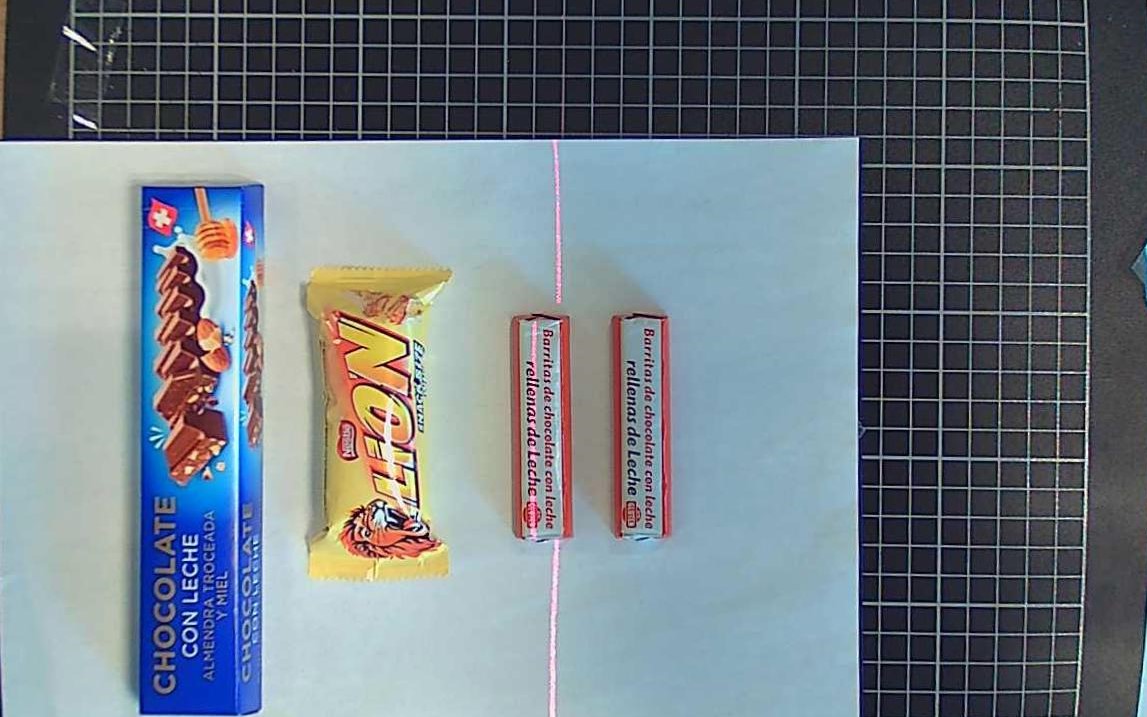 CHOCOLATE
CON LECHE
ALMENDRA TROCEADA
Y MIEL
CHOCOLATE
CON LECHE
Nestlé
LION
Barritas de chocolate con leche
rellenas de Leche
Barritas de chocolate con leche
rellenas de Leche